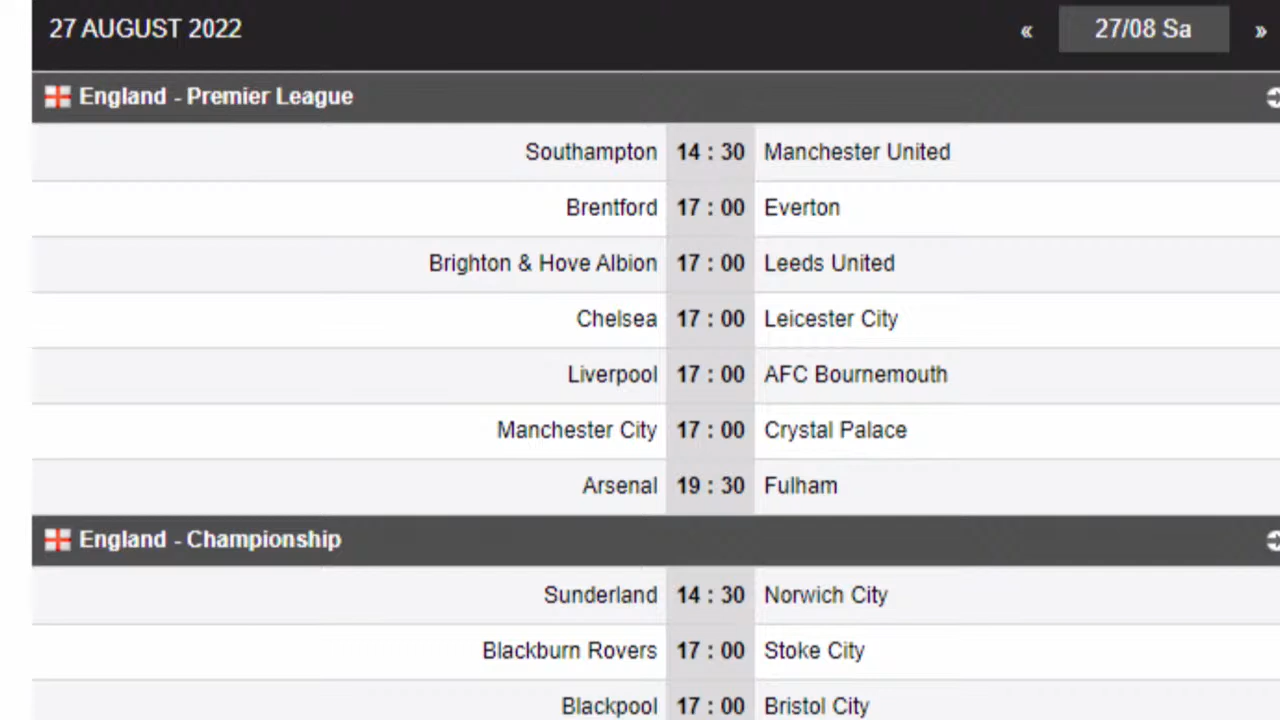 27 AUGUST 2022 « 27/08 Sa »
England - Premier League
Southampton 14 : 30 Manchester United
Brentford 17 : 00 Everton
Brighton & Hove Albion 17 : 00 Leeds United
Chelsea 17 : 00 Leicester City
Liverpool 17 : 00 AFC Bournemouth
Manchester City 17 : 00 Crystal Palace
Arsenal 19 : 30 Fulham
England - Championship
Sunderland 14 : 30 Norwich City
Blackburn Rovers 17 : 00 Stoke City
Blackpool 17 : 00 Bristol City